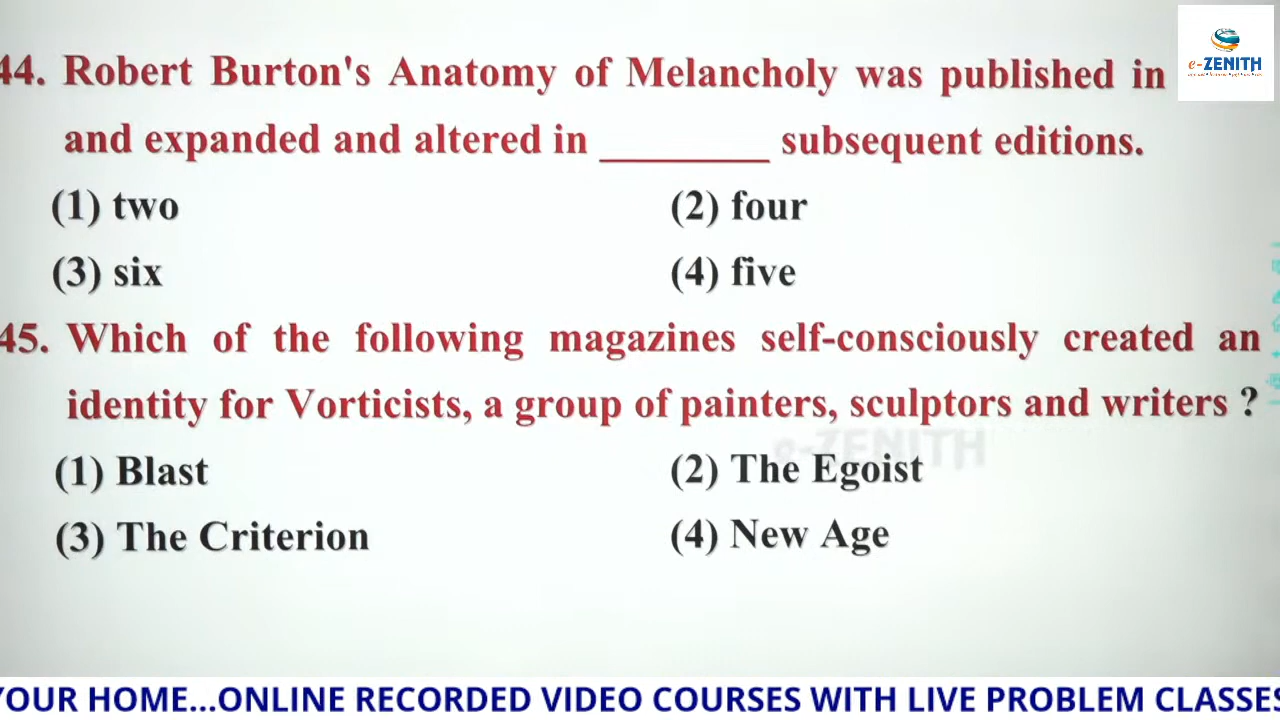 44. Robert Burton's Anatomy of Melancholy was published in
and expanded and altered in ________ subsequent editions.
(1) two (2) four
(3) six (4) five
45. Which of the following magazines self-consciously created an
identity for Vorticists, a group of painters, sculptors and writers ?
(1) Blast (2) The Egoist
(3) The Criterion (4) New Age
e-ZENITH
e-ZENITH
YOUR HOME...ONLINE RECORDED VIDEO COURSES WITH LIVE PROBLEM CLASSES